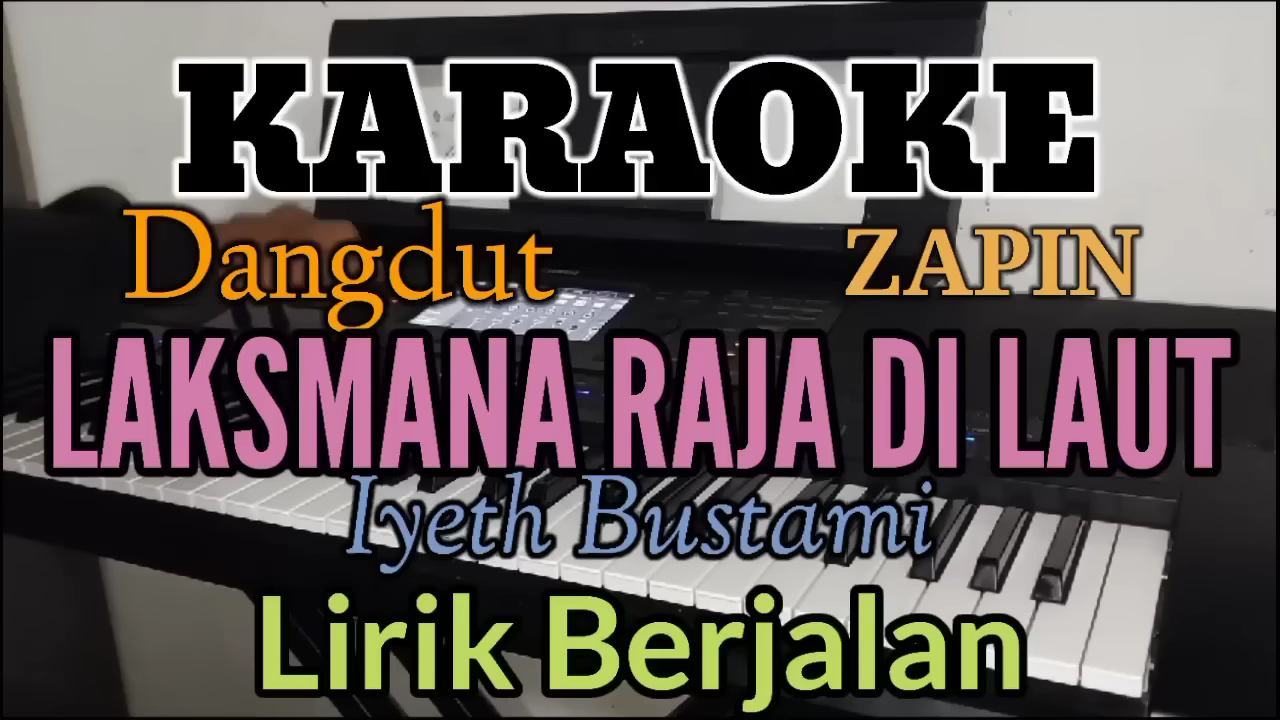 KARAOKE
Dangdut ZAPIN
LAKSMANA RAJA DI LAUT
Iyeth Bustami
Lirik Berjalan